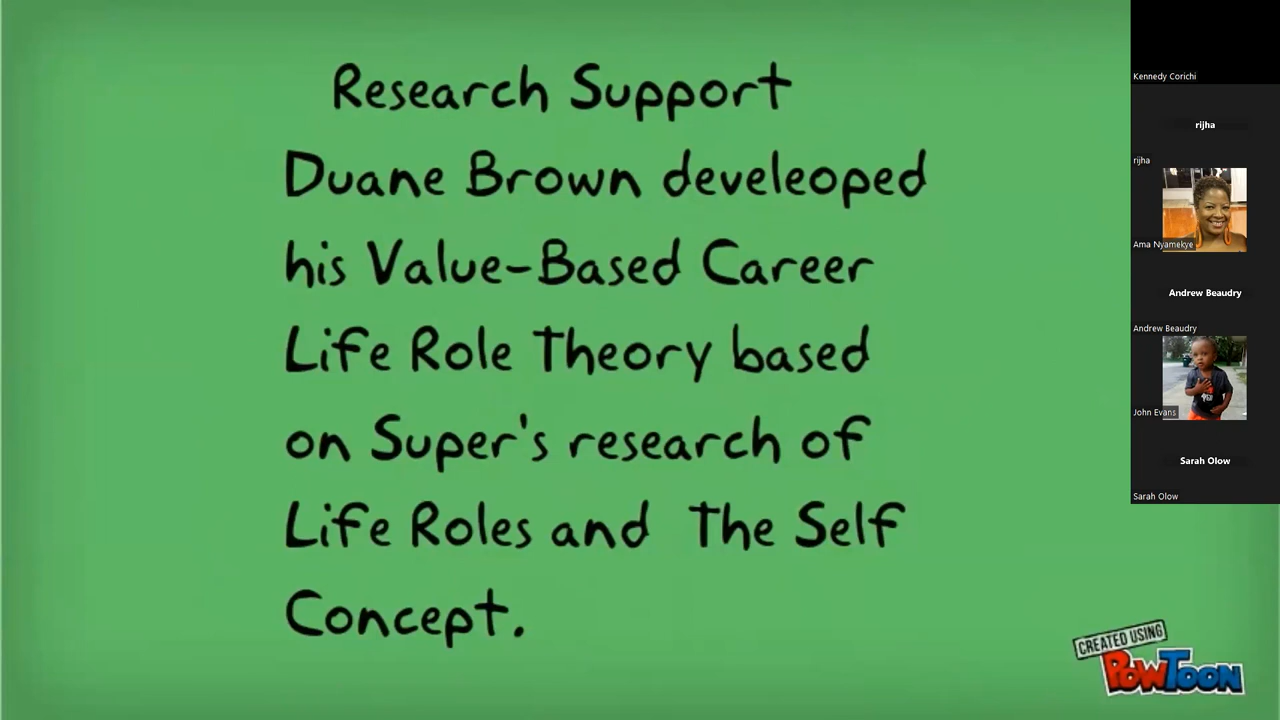 Research Support
Duane Brown develeoped
his Value-Based Career
Life Role Theory based
on Super's research of
Life Roles and The Self
Concept.
CREATED USING
POWTOON
Kennedy Corichi
rijha
rijha
Ama Nyamekye
Andrew Beaudry
Andrew Beaudry
John Evans
Sarah Olow
Sarah Olow